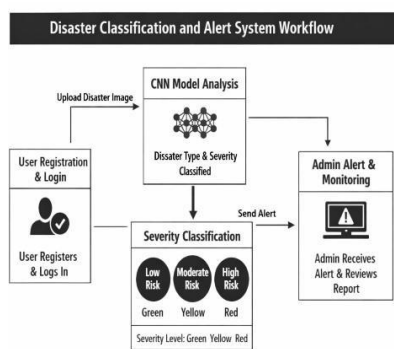 Disaster Classification and Alert System Workflow
Upload Disaster Image
CNN Model Analysis
Dissater Type & Severity
Classified
User Registration
& Login
User Registers
& Logs In
Admin Alert &
Monitoring
Admin Receives
Alert & Reviews
Report
Send Alert
Severity Classification
Low
Risk
Moderate
Risk
High
Risk
Green
Yellow
Red
Severity Level: Green Yellow Red